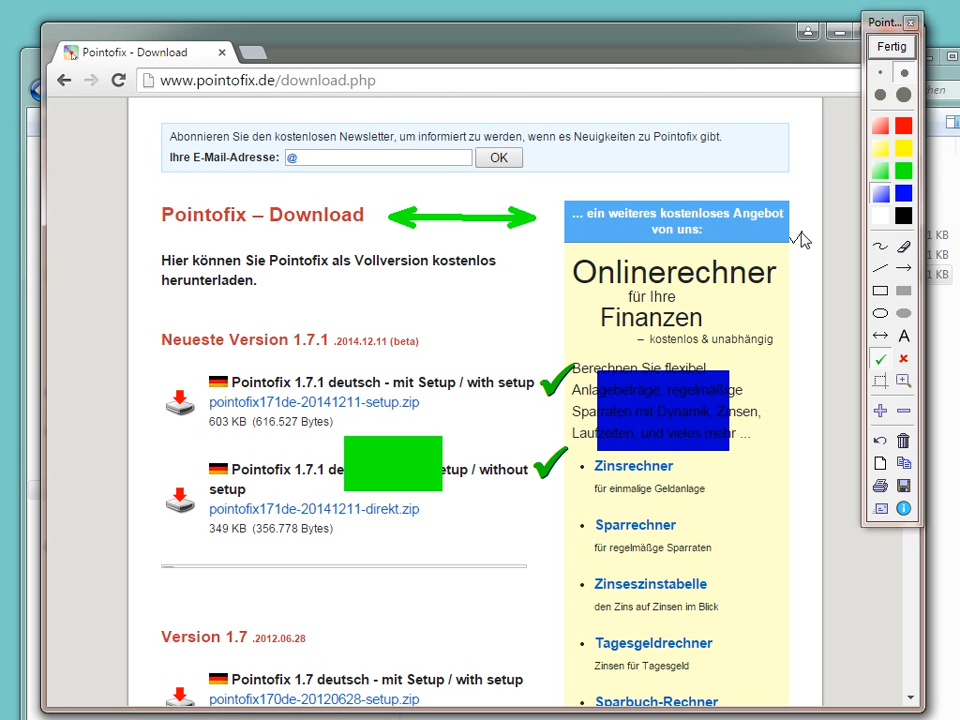 Pointofix - Download
Point...
Fertig
www.pointofix.de/download.php
Abonnieren Sie den kostenlosen Newsletter, um informiert zu werden, wenn es Neuigkeiten zu Pointofix gibt.
Ihre E-Mail-Adresse: @ OK
Pointofix – Download
Hier können Sie Pointofix als Vollversion kostenlos
herunterladen.
Neueste Version 1.7.1 .2014.12.11 (beta)
Pointofix 1.7.1 deutsch - mit Setup / with setup
pointofix171de-20141211-setup.zip
603 KB (616.527 Bytes)
Pointofix 1.7.1 de etup / without
setup
pointofix171de-20141211-direkt.zip
349 KB (356.778 Bytes)
Version 1.7 .2012.06.28
Pointofix 1.7 deutsch - mit Setup / with setup
pointofix170de-20120628-setup.zip
... ein weiteres kostenloses Angebot
von uns:
Onlinerechner
für Ihre
Finanzen
– kostenlos & unabhängig
Berechnen Sie flexibel
Anlagebeträge, regelmäßige
Sparraten mit Dynamik, Zinsen,
Laufzeiten, und vieles mehr ...
• Zinsrechner
für einmalige Geldanlage
• Sparrechner
für regelmäßge Sparraten
• Zinseszinstabelle
den Zins auf Zinsen im Blick
• Tagesgeldrechner
Zinsen für Tagesgeld
• Sparbuch-Rechner
A
hen
1 KB
1 KB
1 KB